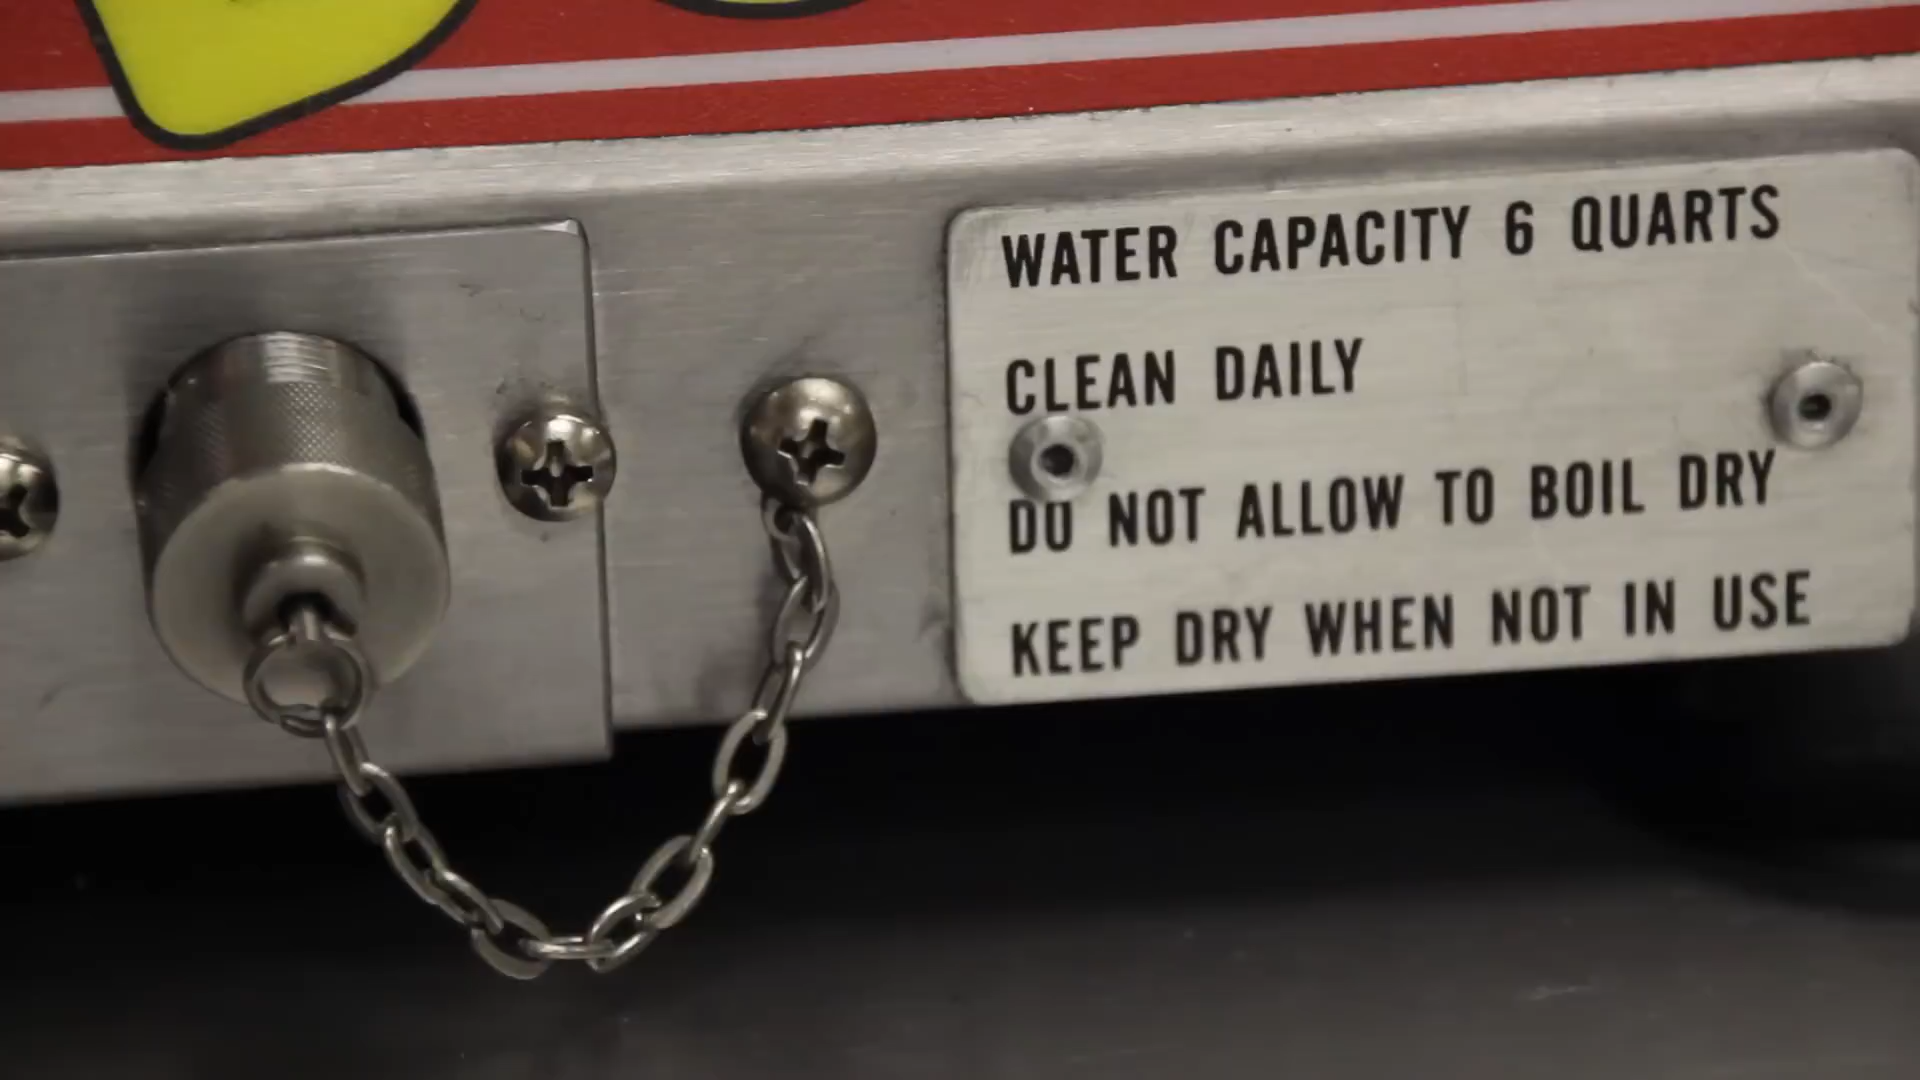 WATER CAPACITY 6 QUARTS
CLEAN DAILY
DO NOT ALLOW TO BOIL DRY
KEEP DRY WHEN NOT IN USE